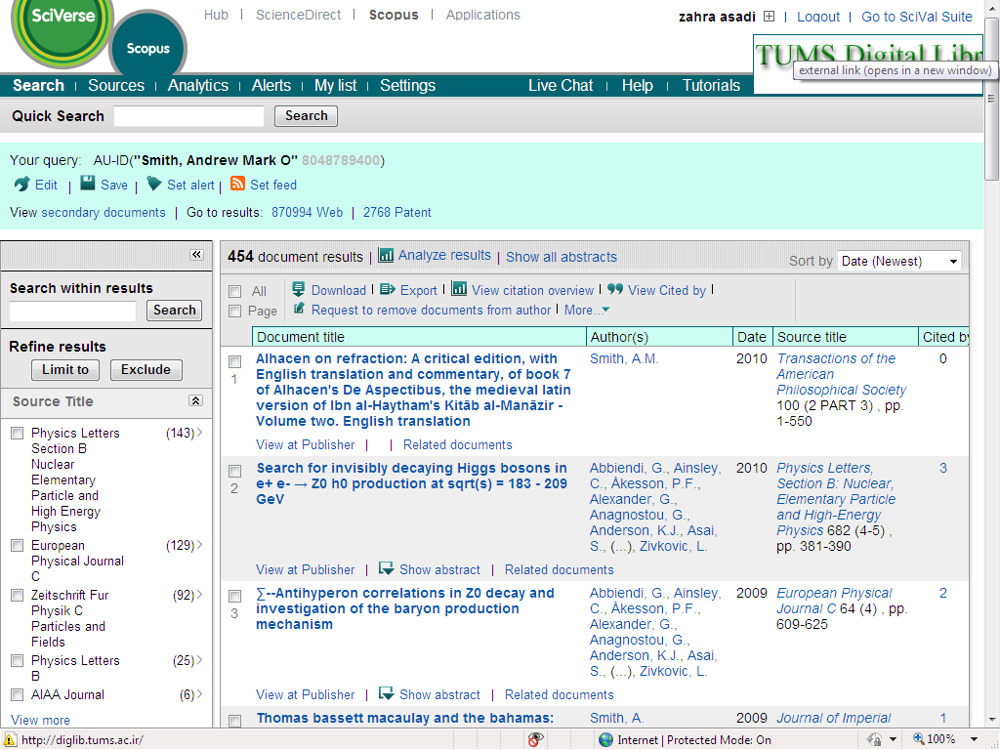 SciVerse
Scopus
Hub | ScienceDirect | Scopus | Applications
zahra asadi | Logout | Go to SciVal Suite
TUMS Digital Libr
external link (opens in a new window)
Search | Sources | Analytics | Alerts | My list | Settings Live Chat | Help | Tutorials
Quick Search Search
Your query: AU-ID("Smith, Andrew Mark O" 8048789400)
Edit | Save | Set alert | Set feed
View secondary documents | Go to results: 870994 Web | 2768 Patent
«
Search within results
Search
Refine results
Limit to Exclude
Source Title
Physics Letters (143)
Section B
Nuclear
Elementary
Particle and
High Energy
Physics
European (129)
Physical Journal
C
Zeitschrift Fur (92)
Physik C
Particles and
Fields
Physics Letters (25)
B
AIAA Journal (6)
View more
454 document results | Analyze results | Show all abstracts
Sort by Date (Newest)
All Download | Export | View citation overview | View Cited by |
Page Request to remove documents from author | More...
Document title Author(s) Date Source title Cited by
1
Alhacen on refraction: A critical edition, with
English translation and commentary, of book 7
of Alhacen's De Aspectibus, the medieval latin
version of Ibn al-Haytham's Kitāb al-Manāzir -
Volume two. English translation
Smith, A.M.
2010
Transactions of the
American
Philosophical Society
100 (2 PART 3) , pp.
1-550
0
View at Publisher | | Related documents
2
Search for invisibly decaying Higgs bosons in
e+ e- → Z0 h0 production at sqrt(s) = 183 - 209
GeV
Abbiendi, G., Ainsley,
C., Åkesson, P.F.,
Alexander, G.,
Anagnostou, G.,
Anderson, K.J., Asai,
S., (...), Zivkovic, L.
2010
Physics Letters,
Section B: Nuclear,
Elementary Particle
and High-Energy
Physics 682 (4-5) ,
pp. 381-390
3
View at Publisher | Show abstract | Related documents
3
∑--Antihyperon correlations in Z0 decay and
investigation of the baryon production
mechanism
Abbiendi, G., Ainsley,
C., Åkesson, P.F.,
Alexander, G.,
Anagnostou, G.,
Anderson, K.J., Asai,
S., (...), Zivkovic, L.
2009
European Physical
Journal C 64 (4) , pp.
609-625
2
View at Publisher | Show abstract | Related documents
Thomas bassett macaulay and the bahamas: Smith, A. 2009 Journal of Imperial 1
http://diglib.tums.ac.ir/ Internet | Protected Mode: On 100%